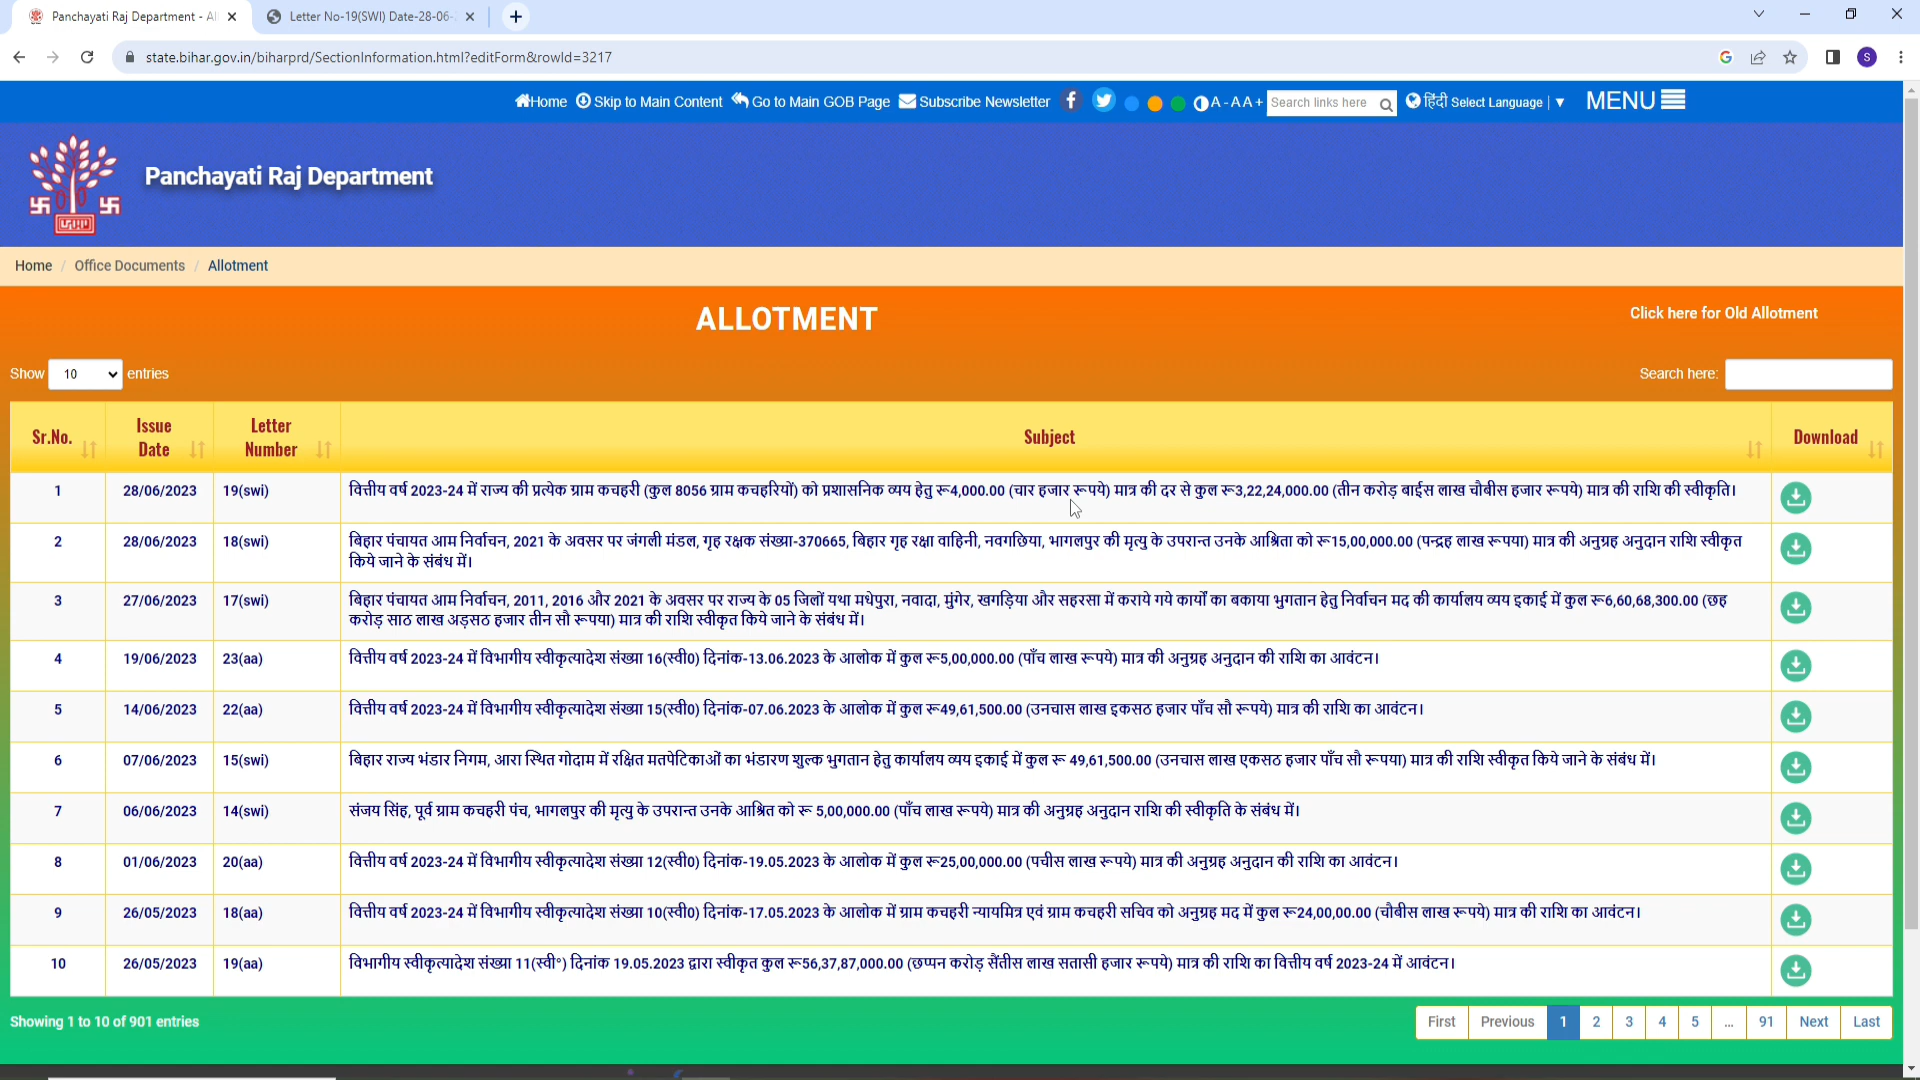 Panchayati Raj Department - Al
Letter No-19(SWI) Date-28-06-
state.bihar.gov.in/biharprd/SectionInformation.html?editForm&rowId=3217
S
Home Skip to Main Content Go to Main GOB Page Subscribe Newsletter A - A A + Search links here हिंदी Select Language ▼ MENU
Panchayati Raj Department
Home / Office Documents / Allotment
ALLOTMENT
Click here for Old Allotment
Show 10 entries
Search here:
Sr.No. Issue Date Letter Number Subject Download
1 28/06/2023 19(swi) वित्तीय वर्ष 2023-24 में राज्य की प्रत्येक ग्राम कचहरी (कुल 8056 ग्राम कचहरियों) को प्रशासनिक व्यय हेतु रू4,000.00 (चार हजार रूपये) मात्र की दर से कुल रू3,22,24,000.00 (तीन करोड़ बाईस लाख चौबीस हजार रूपये) मात्र की राशि की स्वीकृति।
2 28/06/2023 18(swi) बिहार पंचायत आम निर्वाचन, 2021 के अवसर पर जंगली मंडल, गृह रक्षक संख्या-370665, बिहार गृह रक्षा वाहिनी, नवगछिया, भागलपुर की मृत्यु के उपरान्त उनके आश्रिता को रू15,00,000.00 (पन्द्रह लाख रूपया) मात्र की अनुग्रह अनुदान राशि स्वीकृत
किये जाने के संबंध में।
3 27/06/2023 17(swi) बिहार पंचायत आम निर्वाचन, 2011, 2016 और 2021 के अवसर पर राज्य के 05 जिलों यथा मधेपुरा, नवादा, मुंगेर, खगड़िया और सहरसा में कराये गये कार्यों का बकाया भुगतान हेतु निर्वाचन मद की कार्यालय व्यय इकाई में कुल रू6,60,68,300.00 (छह
करोड़ साठ लाख अड़सठ हजार तीन सौ रूपया) मात्र की राशि स्वीकृत किये जाने के संबंध में।
4 19/06/2023 23(aa) वित्तीय वर्ष 2023-24 में विभागीय स्वीकृत्यादेश संख्या 16(स्वी0) दिनांक-13.06.2023 के आलोक में कुल रू5,00,000.00 (पाँच लाख रूपये) मात्र की अनुग्रह अनुदान की राशि का आवंटन।
5 14/06/2023 22(aa) वित्तीय वर्ष 2023-24 में विभागीय स्वीकृत्यादेश संख्या 15(स्वी0) दिनांक-07.06.2023 के आलोक में कुल रू49,61,500.00 (उनचास लाख इकसठ हजार पाँच सौ रूपये) मात्र की राशि का आवंटन।
6 07/06/2023 15(swi) बिहार राज्य भंडार निगम, आरा स्थित गोदाम में रक्षित मतपेटिकाओं का भंडारण शुल्क भुगतान हेतु कार्यालय व्यय इकाई में कुल रू 49,61,500.00 (उनचास लाख एकसठ हजार पाँच सौ रूपया) मात्र की राशि स्वीकृत किये जाने के संबंध में।
7 06/06/2023 14(swi) संजय सिंह, पूर्व ग्राम कचहरी पंच, भागलपुर की मृत्यु के उपरान्त उनके आश्रित को रू 5,00,000.00 (पाँच लाख रूपये) मात्र की अनुग्रह अनुदान राशि की स्वीकृति के संबंध में।
8 01/06/2023 20(aa) वित्तीय वर्ष 2023-24 में विभागीय स्वीकृत्यादेश संख्या 12(स्वी0) दिनांक-19.05.2023 के आलोक में कुल रू25,00,000.00 (पचीस लाख रूपये) मात्र की अनुग्रह अनुदान की राशि का आवंटन।
9 26/05/2023 18(aa) वित्तीय वर्ष 2023-24 में विभागीय स्वीकृत्यादेश संख्या 10(स्वी0) दिनांक-17.05.2023 के आलोक में ग्राम कचहरी न्यायमित्र एवं ग्राम कचहरी सचिव को अनुग्रह मद में कुल रू24,00,00.00 (चौबीस लाख रूपये) मात्र की राशि का आवंटन।
10 26/05/2023 19(aa) विभागीय स्वीकृत्यादेश संख्या 11(स्वी॰) दिनांक 19.05.2023 द्वारा स्वीकृत कुल रू56,37,87,000.00 (छप्पन करोड़ सैंतीस लाख सतासी हजार रूपये) मात्र की राशि का वित्तीय वर्ष 2023-24 में आवंटन।
Showing 1 to 10 of 901 entries
First Previous 1 2 3 4 5 … 91 Next Last